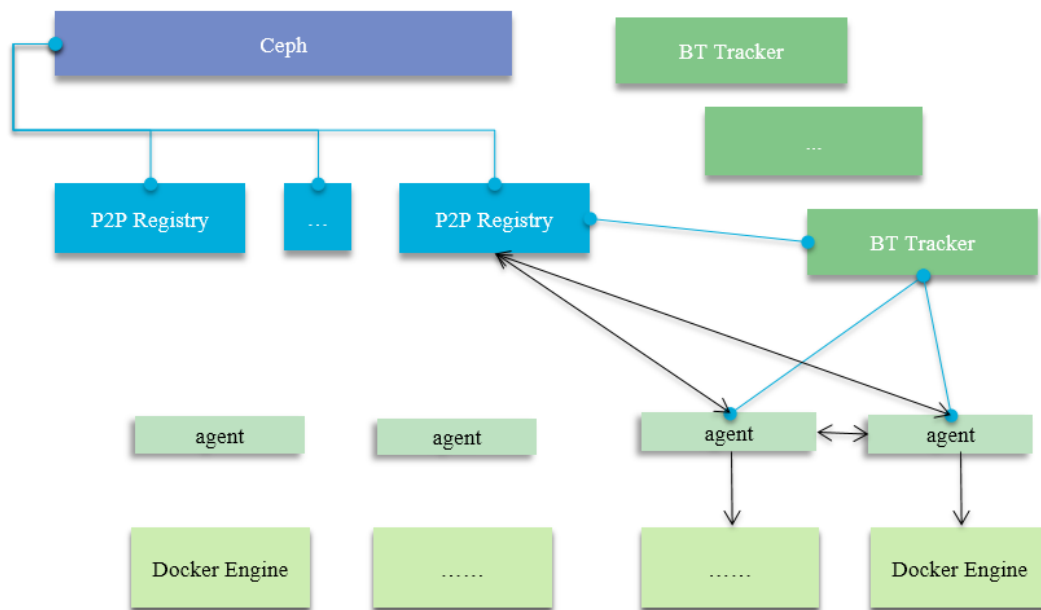 Ceph
BT Tracker
…
P2P Registry
…
P2P Registry
BT Tracker
agent
agent
agent
agent
Docker Engine
……
……
Docker Engine